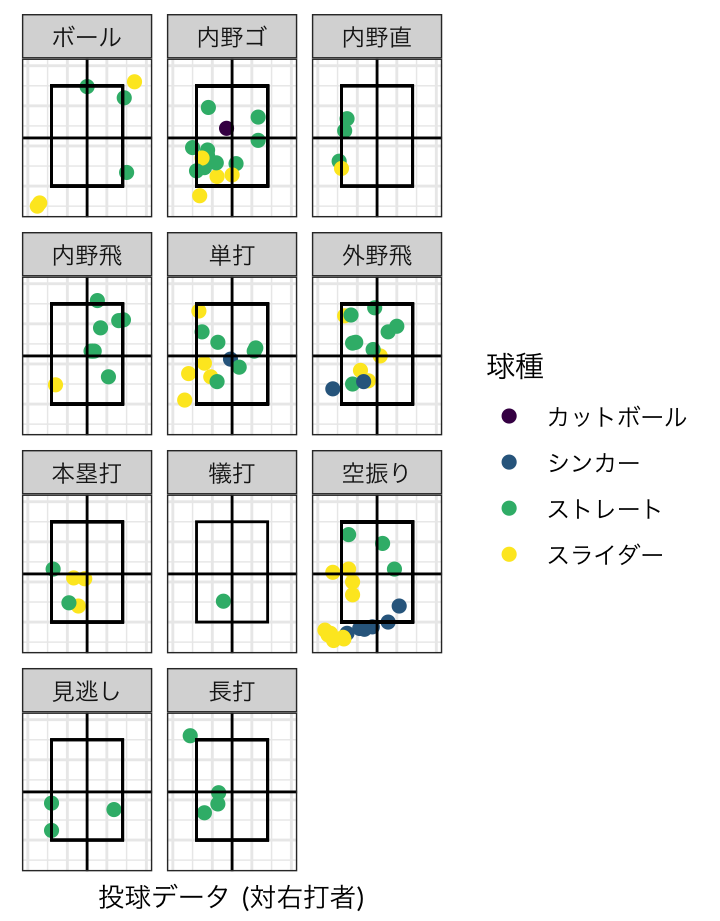 ボール
内野ゴ
内野直
内野飛
単打
外野飛
本塁打
犠打
空振り
見逃し
長打
球種
カットボール
シンカー
ストレート
スライダー
投球データ (対右打者)